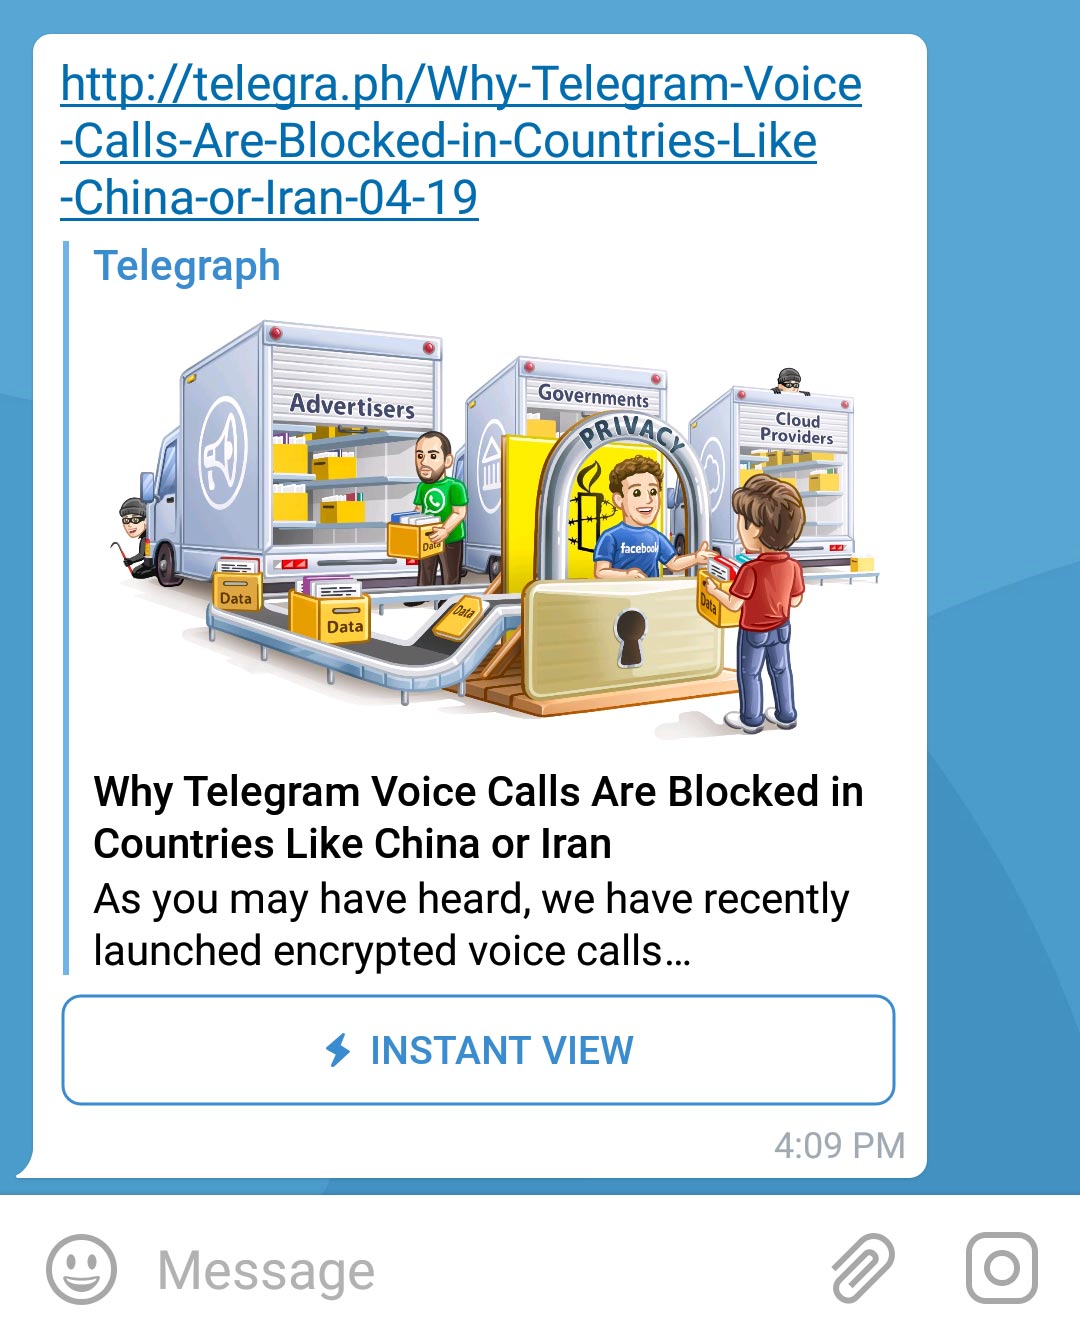 http://telegra.ph/Why-Telegram-Voice
-Calls-Are-Blocked-in-Countries-Like
-China-or-Iran-04-19
Telegraph
Advertisers
Governments
Cloud
Providers
PRIVACY
facebook
Data
Data
Data
Data
Data
Why Telegram Voice Calls Are Blocked in
Countries Like China or Iran
As you may have heard, we have recently
launched encrypted voice calls…
INSTANT VIEW
4:09 PM
Message